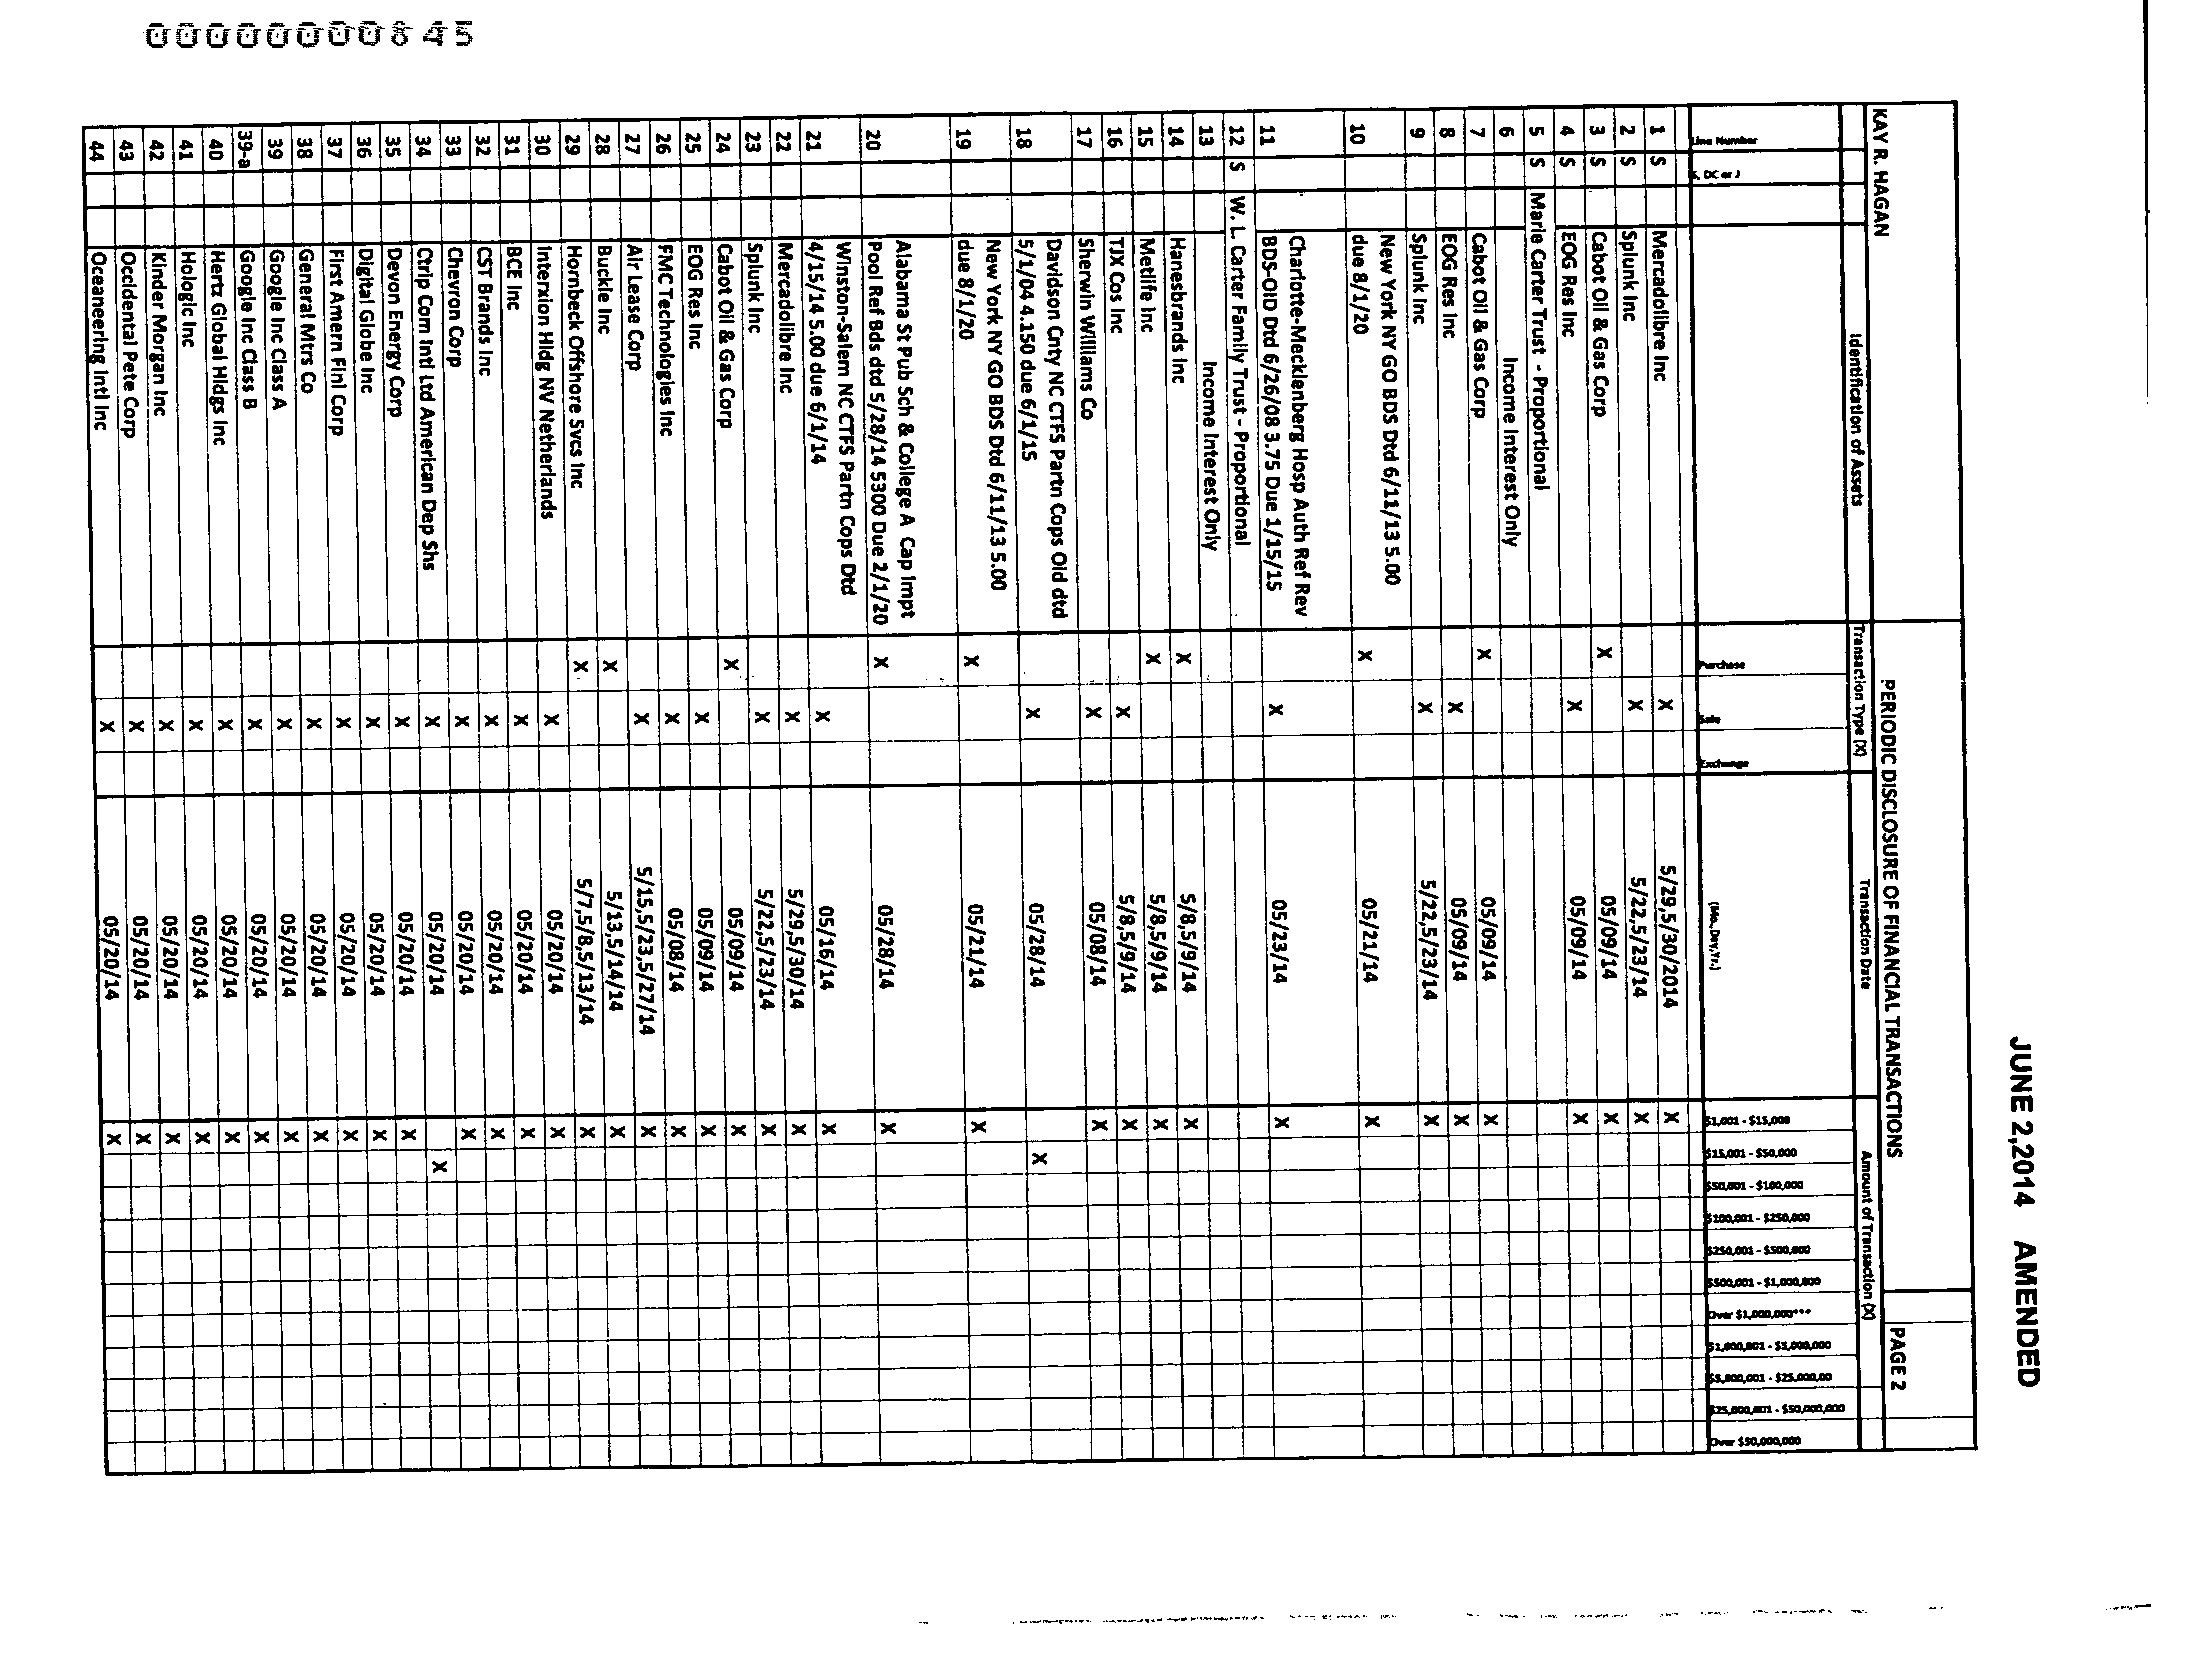 00000000845
JUNE 2,2014 AMENDED
KAY R. HAGAN PERIODIC DISCLOSURE OF FINANCIAL TRANSACTIONS PAGE 2
Identification of Assets Transaction Type (X) Transaction Date Amount of Transaction (X)
Line Number S, DC or J Purchase Sale Exchange (Mo.,Day,Yr.) $1,001 - $15,000 $15,001 - $50,000 $50,001 - $100,000 $100,001 - $250,000 $250,001 - $500,000 $500,001 - $1,000,000 Over $1,000,000*** $1,000,001 - $5,000,000 $5,000,001 - $25,000,00 $25,000,001 - $50,000,000 Over $50,000,000
1 S Mercadolibre Inc X 5/29,5/30/2014 X
2 S Splunk Inc X 5/22,5/23/14 X
3 S Cabot Oil & Gas Corp X 05/09/14 X
4 S EOG Res Inc X 05/09/14 X
5 S Marie Carter Trust - Proportional
6 Income Interest Only
7 Cabot Oil & Gas Corp X 05/09/14 X
8 EOG Res Inc X 05/09/14 X
9 Splunk Inc X 5/22,5/23/14 X
New York NY GO BDS Dtd 6/11/13 5.00
10 due 8/1/20 X 05/21/14 X
Charlotte-Mecklenberg Hosp Auth Ref Rev
11 BDS-OID Dtd 6/26/08 3.75 Due 1/15/15 X 05/23/14 X
12 S W. L. Carter Family Trust - Proportional
13 Income Interest Only
14 Hanesbrands Inc X 5/8,5/9/14 X
15 Metlife Inc X 5/8,5/9/14 X
16 TJX Cos Inc X 5/8,5/9/14 X
17 Sherwin Williams Co X 05/08/14 X
Davidson Cnty NC CTFS Partn Cops Old dtd
18 5/1/04 4.150 due 6/1/15 X 05/28/14 X
New York NY GO BDS Dtd 6/11/13 5.00
19 due 8/1/20 X 05/21/14 X
Alabama St Pub Sch & College A Cap Impt
20 Pool Ref Bds dtd 5/28/14 5300 Due 2/1/20 X 05/28/14 X
Winston-Salem NC CTFS Partn Cops Dtd
21 4/15/14 5.00 due 6/1/14 X 05/16/14 X
22 Mercadolibre Inc X 5/29,5/30/14 X
23 Splunk Inc X 5/22,5/23/14 X
24 Cabot Oil & Gas Corp X 05/09/14 X
25 EOG Res Inc X 05/09/14 X
26 FMC Technologies Inc X 05/08/14 X
27 Air Lease Corp X 5/15,5/23,5/27/14 X
28 Buckle Inc X 5/13,5/14/14 X
29 Hornbeck Offshore Svcs Inc X 5/7,5/8,5/13/14 X
30 Interxion Hldg NV Netherlands X 05/20/14 X
31 BCE Inc X 05/20/14 X
32 CST Brands Inc X 05/20/14 X
33 Chevron Corp X 05/20/14 X
34 Ctrip Com Intl Ltd American Dep Shs X 05/20/14 X
35 Devon Energy Corp X 05/20/14 X
36 Digital Globe Inc X 05/20/14 X
37 First Amern Finl Corp X 05/20/14 X
38 General Mtrs Co X 05/20/14 X
39 Google Inc Class A X 05/20/14 X
39-a Google Inc Class B X 05/20/14 X
40 Hertz Global Hldgs Inc X 05/20/14 X
41 Hologic Inc X 05/20/14 X
42 Kinder Morgan Inc X 05/20/14 X
43 Occidental Pete Corp X 05/20/14 X
44 Oceaneering Intl Inc X 05/20/14 X